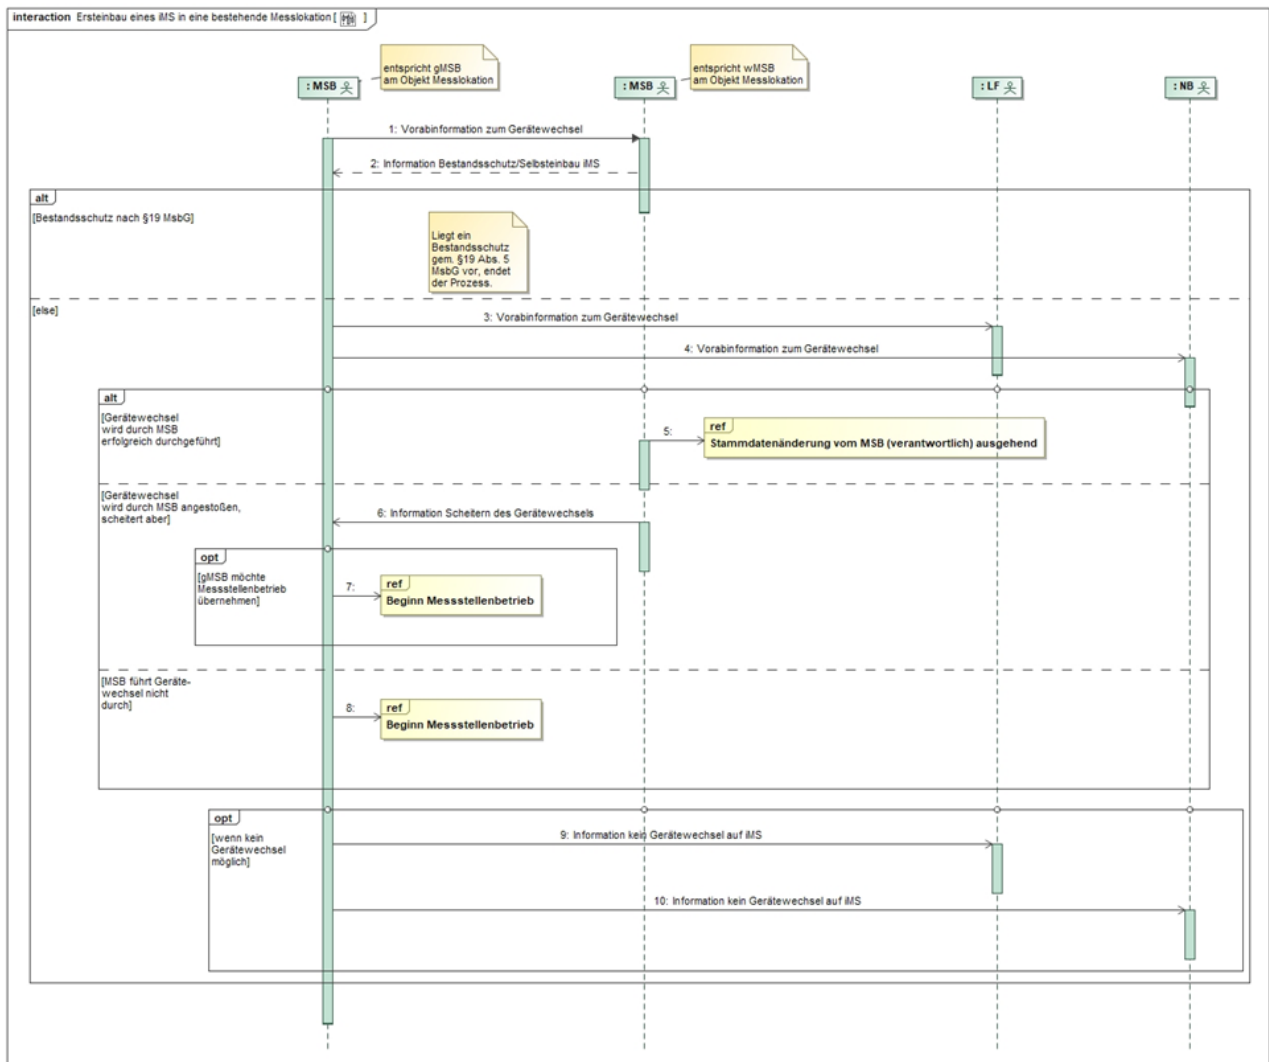 interaction Ersteinbau eines iMS in eine bestehende Messlokation [ ]
entspricht gMSB
am Objekt Messlokation
entspricht wMSB
am Objekt Messlokation
: MSB
: MSB
: LF
: NB
1: Vorabinformation zum Gerätewechsel
2: Information Bestandsschutz/Selbsteinbau iMS
alt
[Bestandsschutz nach §19 MsbG]
Liegt ein
Bestandsschutz
gem. §19 Abs. 5
MsbG vor, endet
der Prozess.
[else]
3: Vorabinformation zum Gerätewechsel
4: Vorabinformation zum Gerätewechsel
alt
[Gerätewechsel
wird durch MSB
erfolgreich durchgeführt]
5:
ref
Stammdatenänderung vom MSB (verantwortlich) ausgehend
[Gerätewechsel
wird durch MSB angestoßen,
scheitert aber]
6: Information Scheitern des Gerätewechsels
opt
[gMSB möchte
Messstellenbetrieb
übernehmen]
7:
ref
Beginn Messstellenbetrieb
[MSB führt Geräte-
wechsel nicht
durch]
8:
ref
Beginn Messstellenbetrieb
opt
[wenn kein
Gerätewechsel
möglich]
9: Information kein Gerätewechsel auf iMS
10: Information kein Gerätewechsel auf iMS